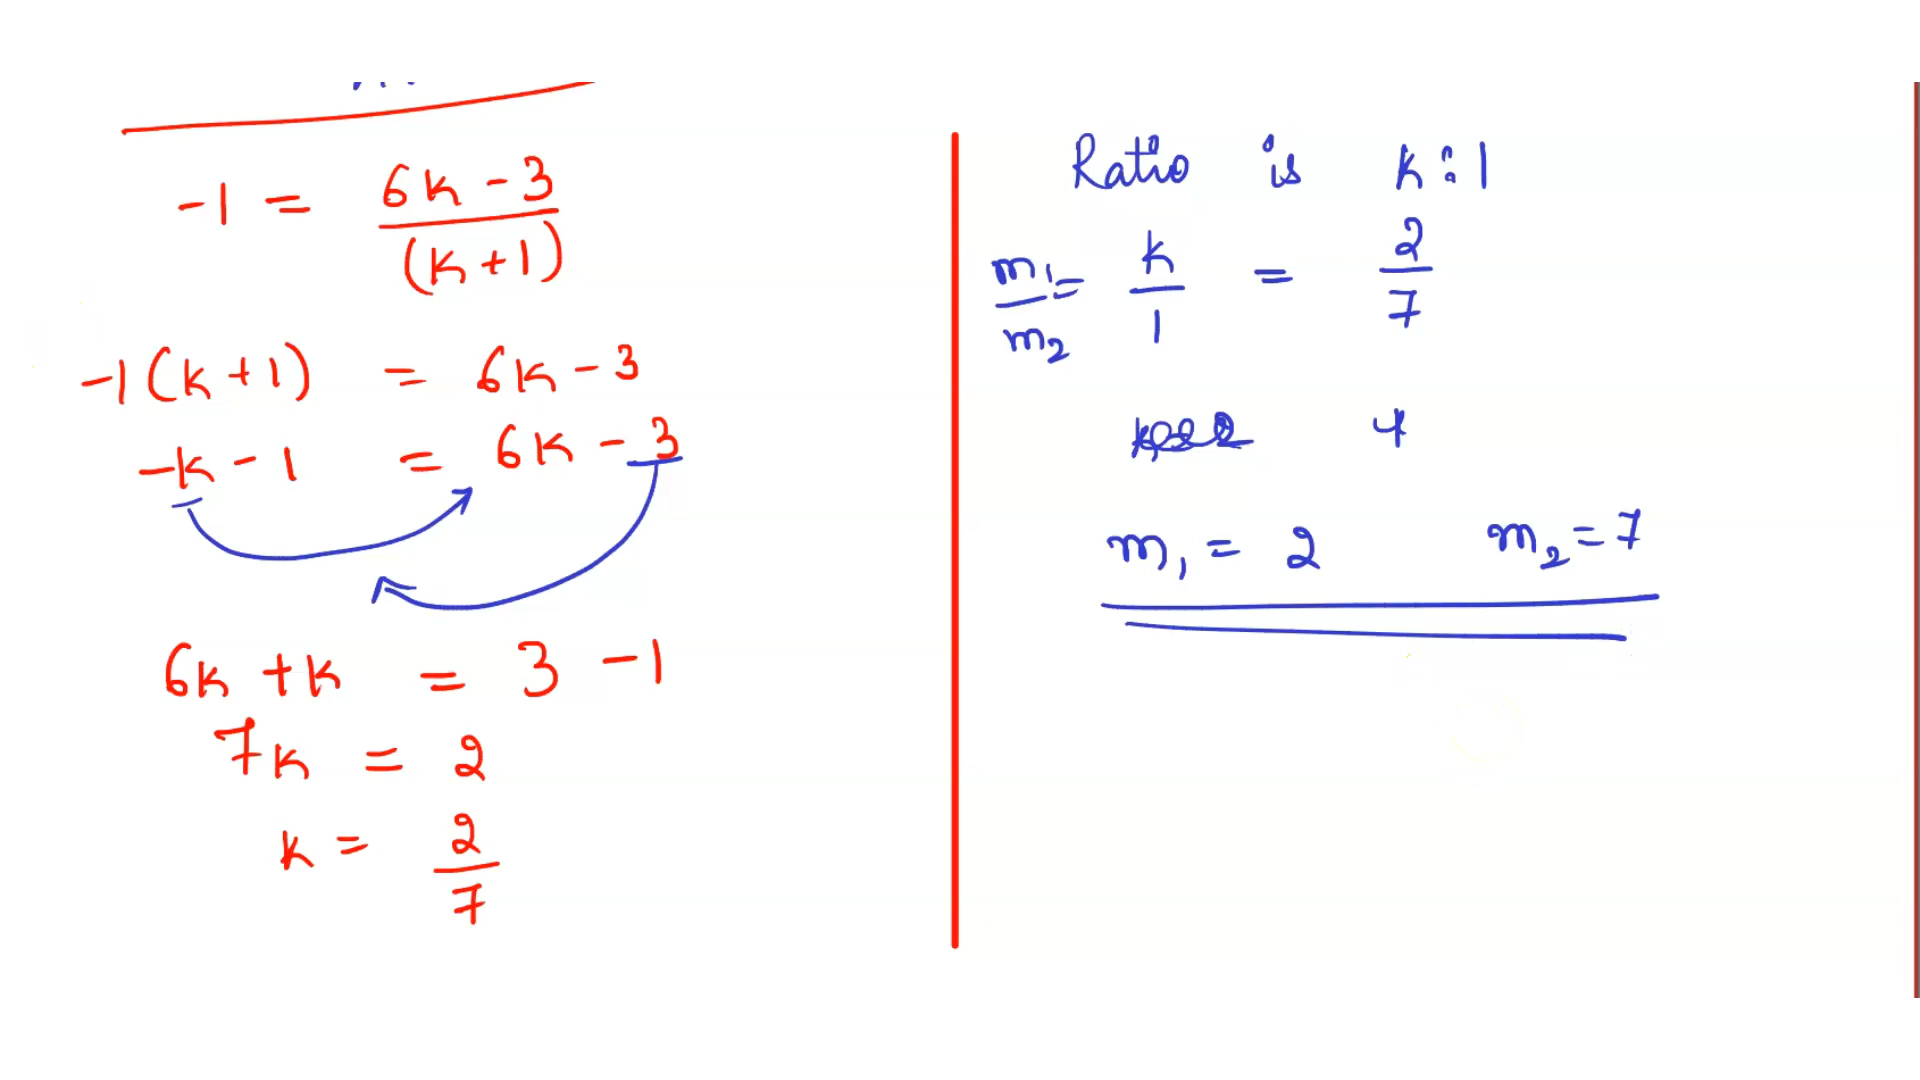 -1 = (6k - 3)/(k+1)
-1(k+1) = 6k - 3
-k - 1 = 6k - 3
6k + k = 3 - 1
7k = 2
k = 2/7
Ratio is k : 1
m₁/m₂ = k/1 = 2/7
4
m₁ = 2 m₂ = 7